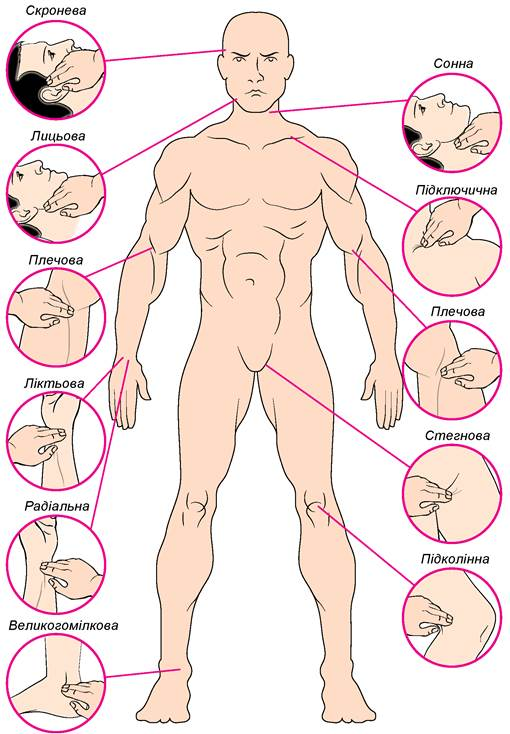 Скронева
Лицьова
Плечова
Ліктьова
Радіальна
Великогомілкова
Сонна
Підключична
Плечова
Стегнова
Підколінна